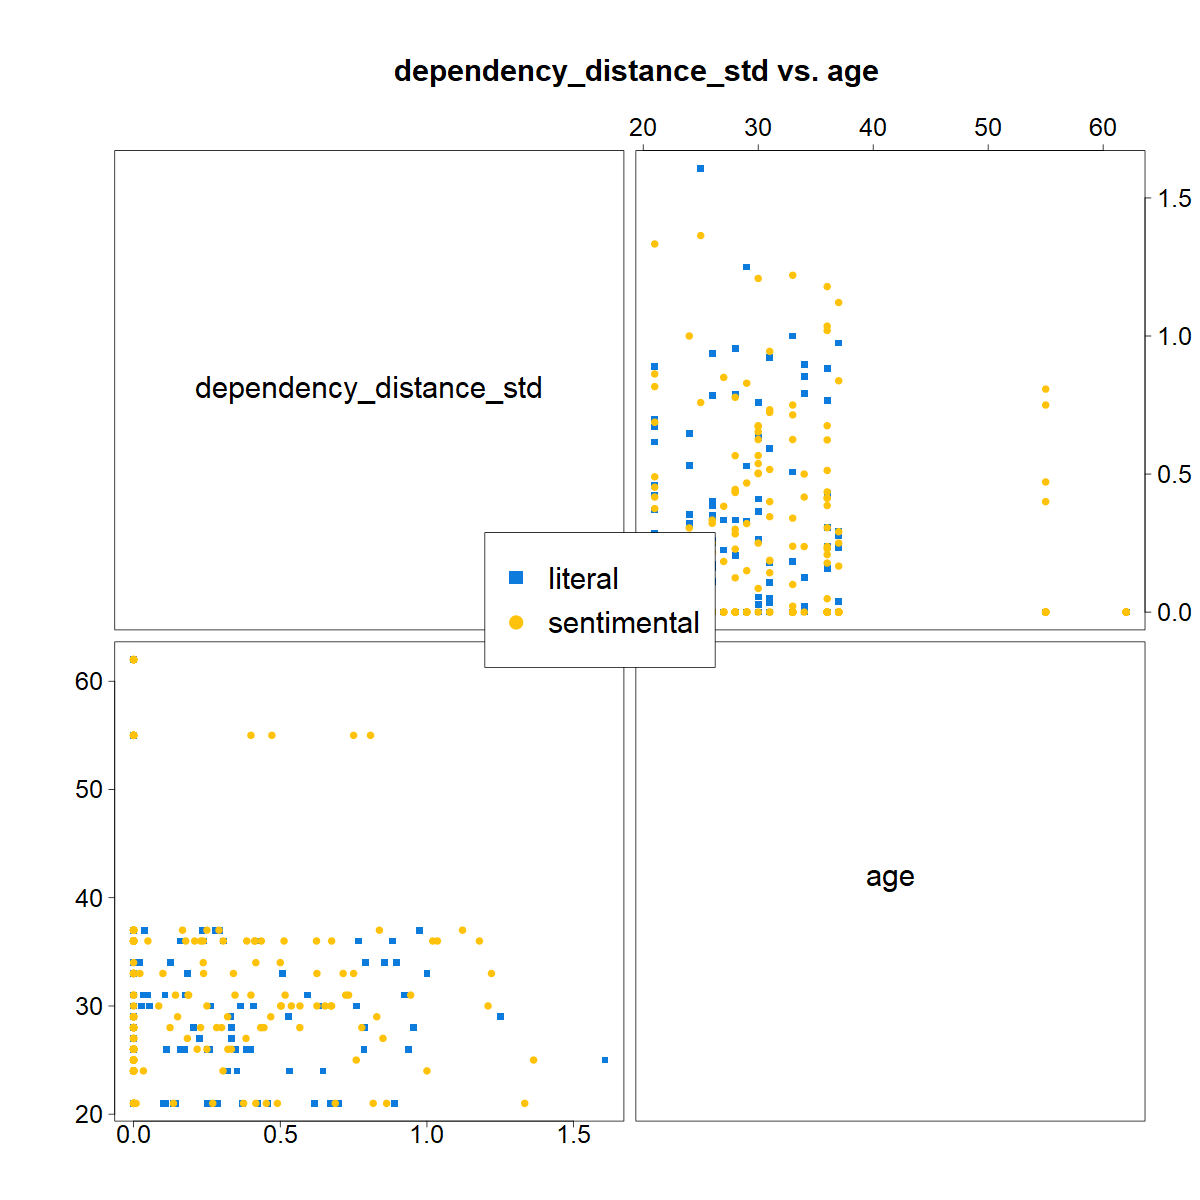 dependency_distance_std vs. age
20 30 40 50 60
dependency_distance_std
1.5
1.0
0.5
0.0
literal
sentimental
60
50
40
30
20
age
0.0 0.5 1.0 1.5